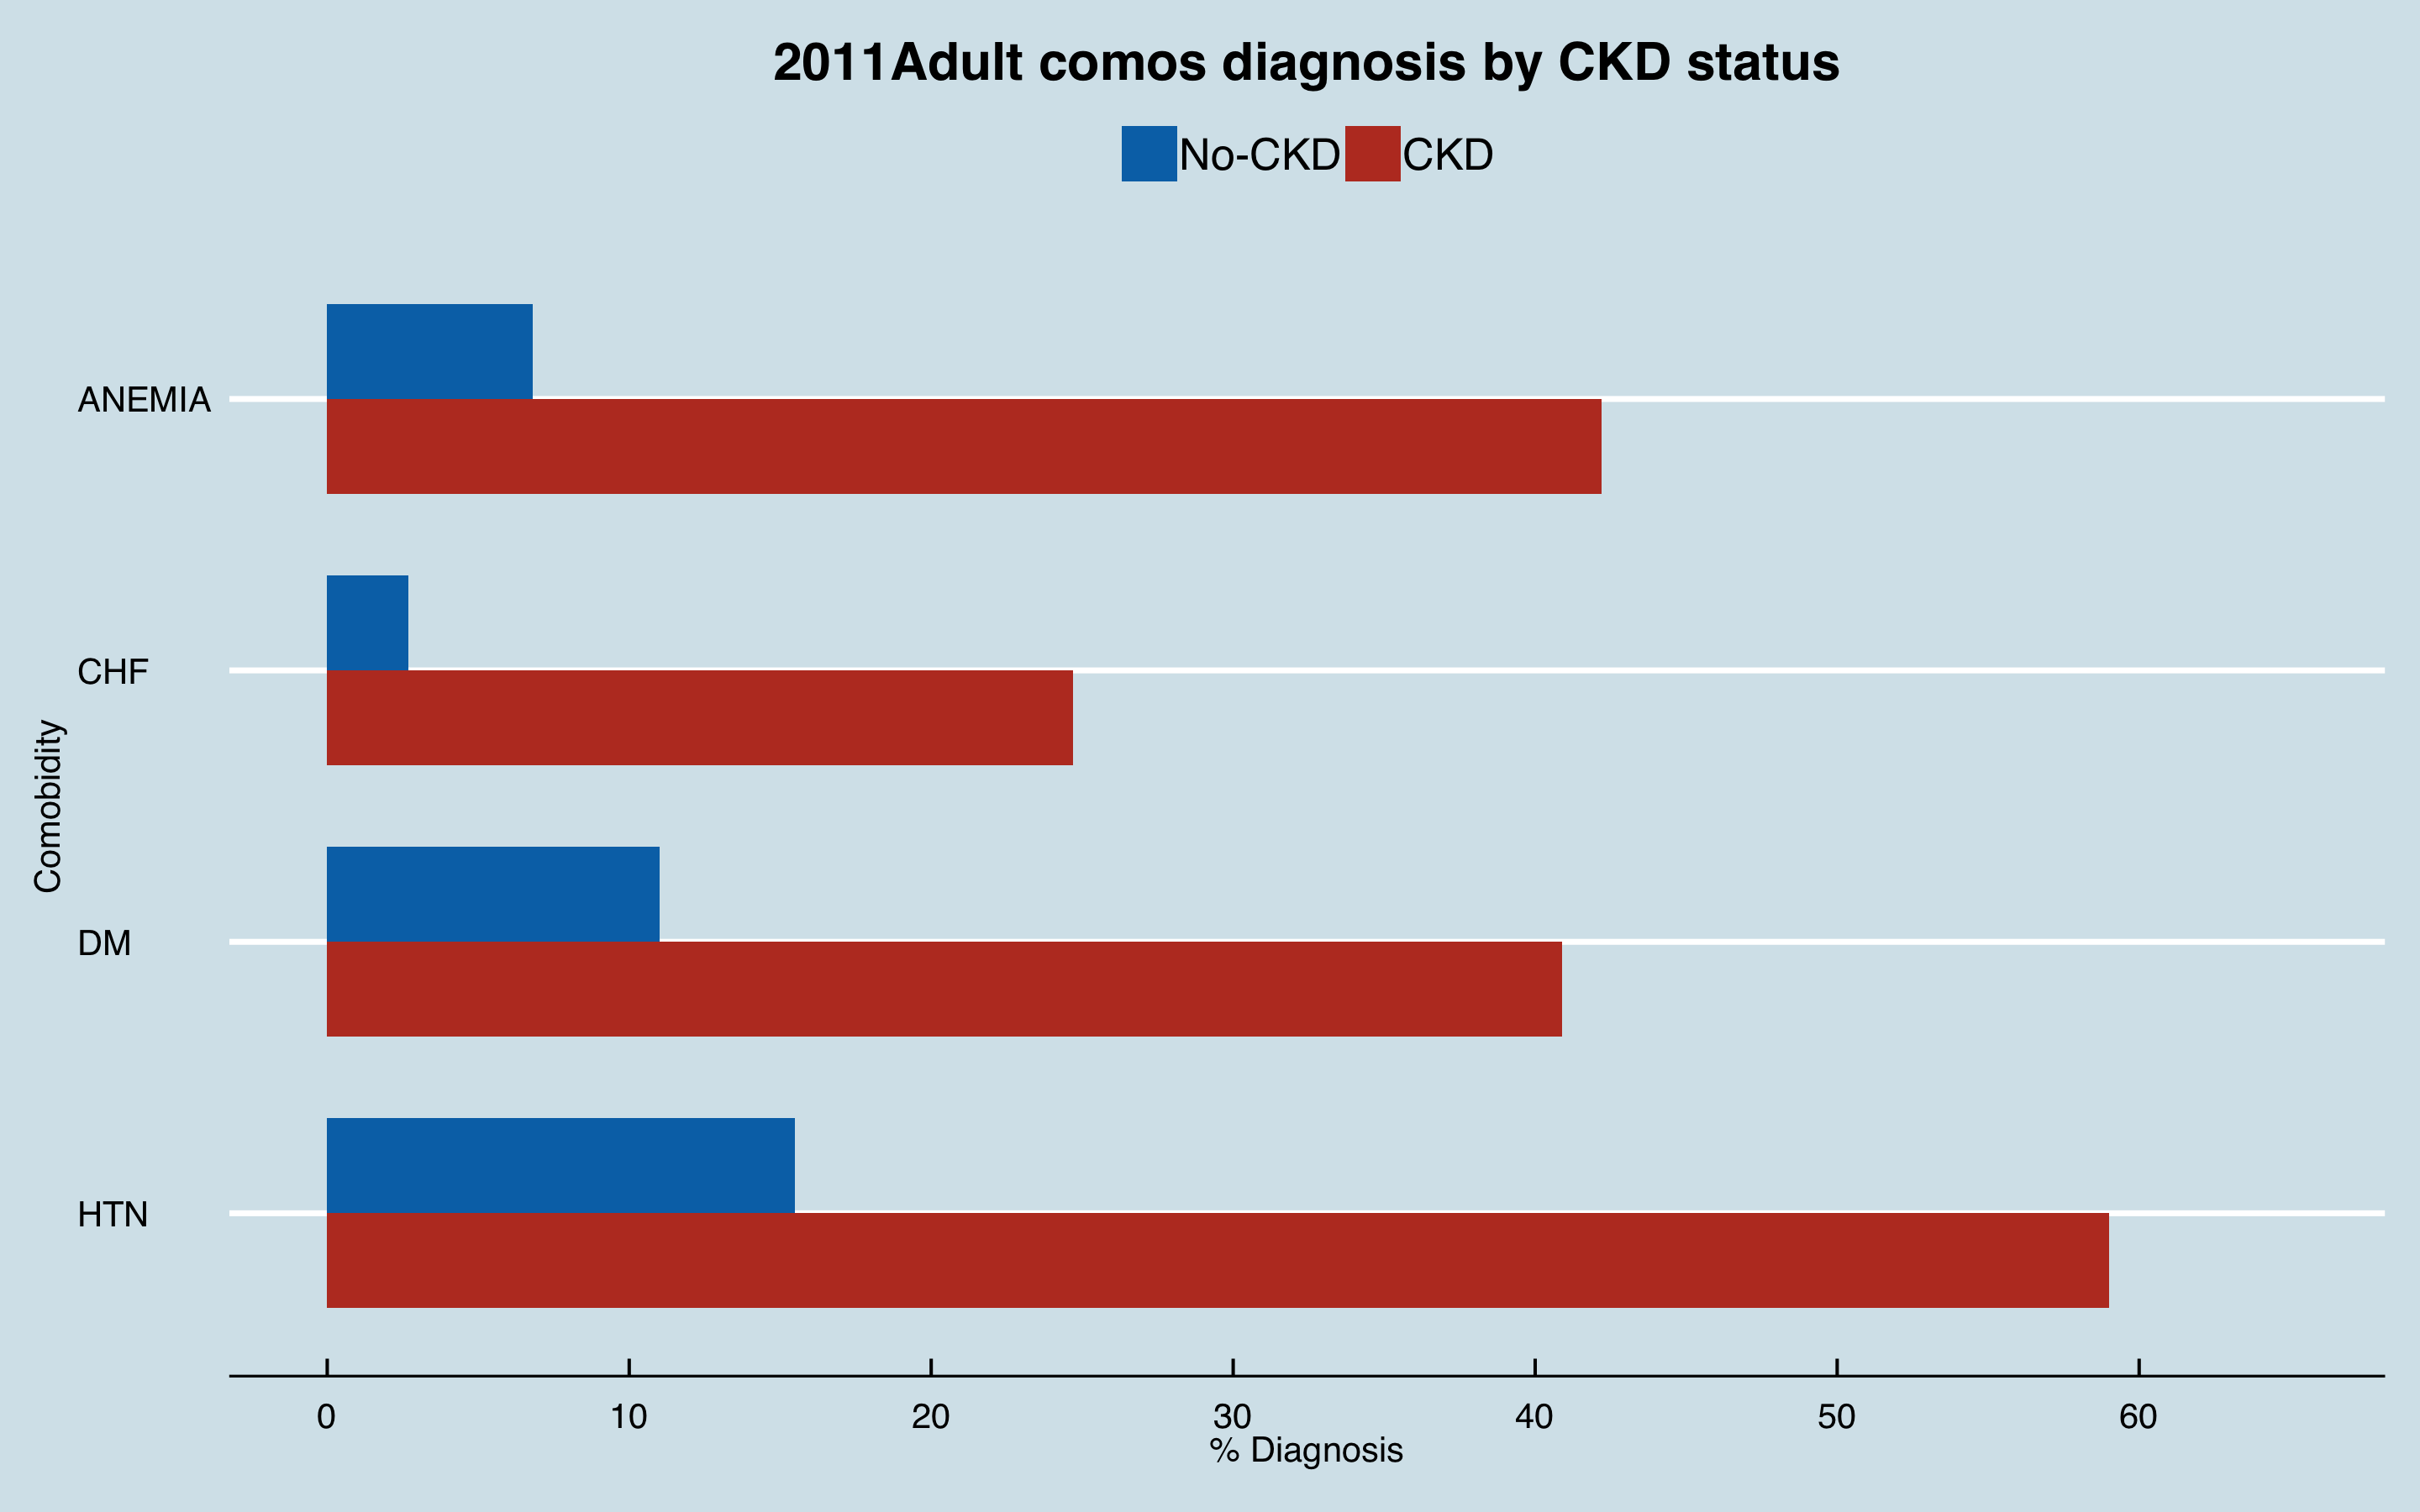 2011Adult comos diagnosis by CKD status
No-CKD CKD
ANEMIA
CHF
DM
HTN
Comobidity
0 10 20 30 40 50 60
% Diagnosis